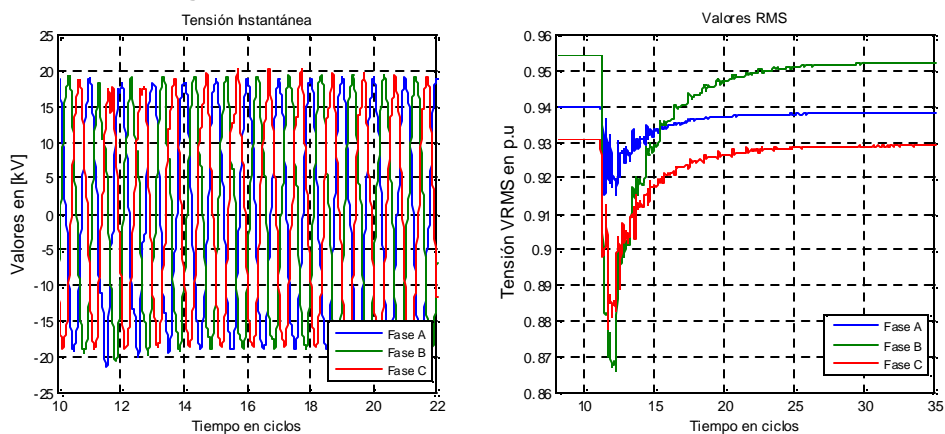 Tensión Instantánea
Valores en [kV]
25
20
15
10
5
0
-5
-10
-15
-20
-25
10
12
14
16
18
20
22
Tiempo en ciclos
Fase A
Fase B
Fase C
Valores RMS
Tensión VRMS en p.u
0.96
0.95
0.94
0.93
0.92
0.91
0.9
0.89
0.88
0.87
0.86
10
15
20
25
30
35
Tiempo en ciclos
Fase A
Fase B
Fase C